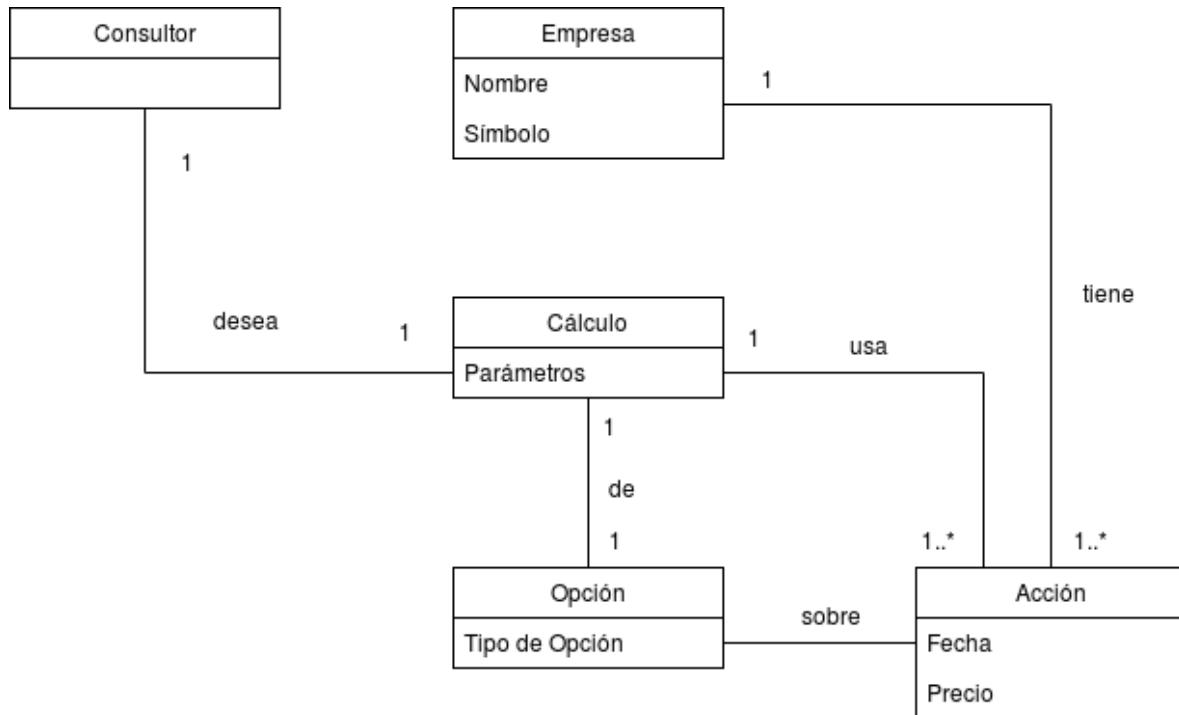 Consultor
Empresa
Nombre
Símbolo
1
1
tiene
desea
1
Cálculo
Parámetros
1
usa
1
de
1
1..*
1..*
Opción
Tipo de Opción
sobre
Acción
Fecha
Precio